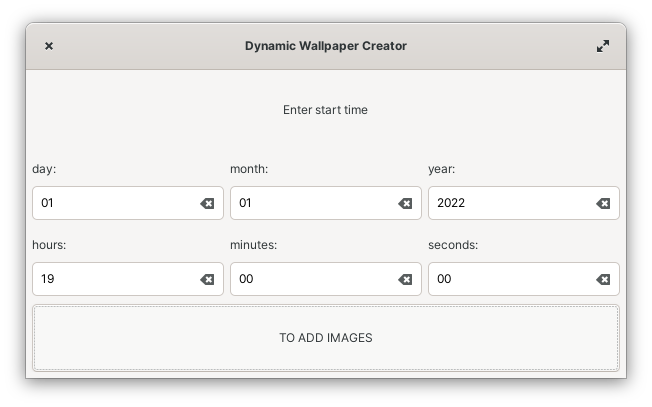 Dynamic Wallpaper Creator
Enter start time
day: month: year:
01 01 2022
hours: minutes: seconds:
19 00 00
TO ADD IMAGES